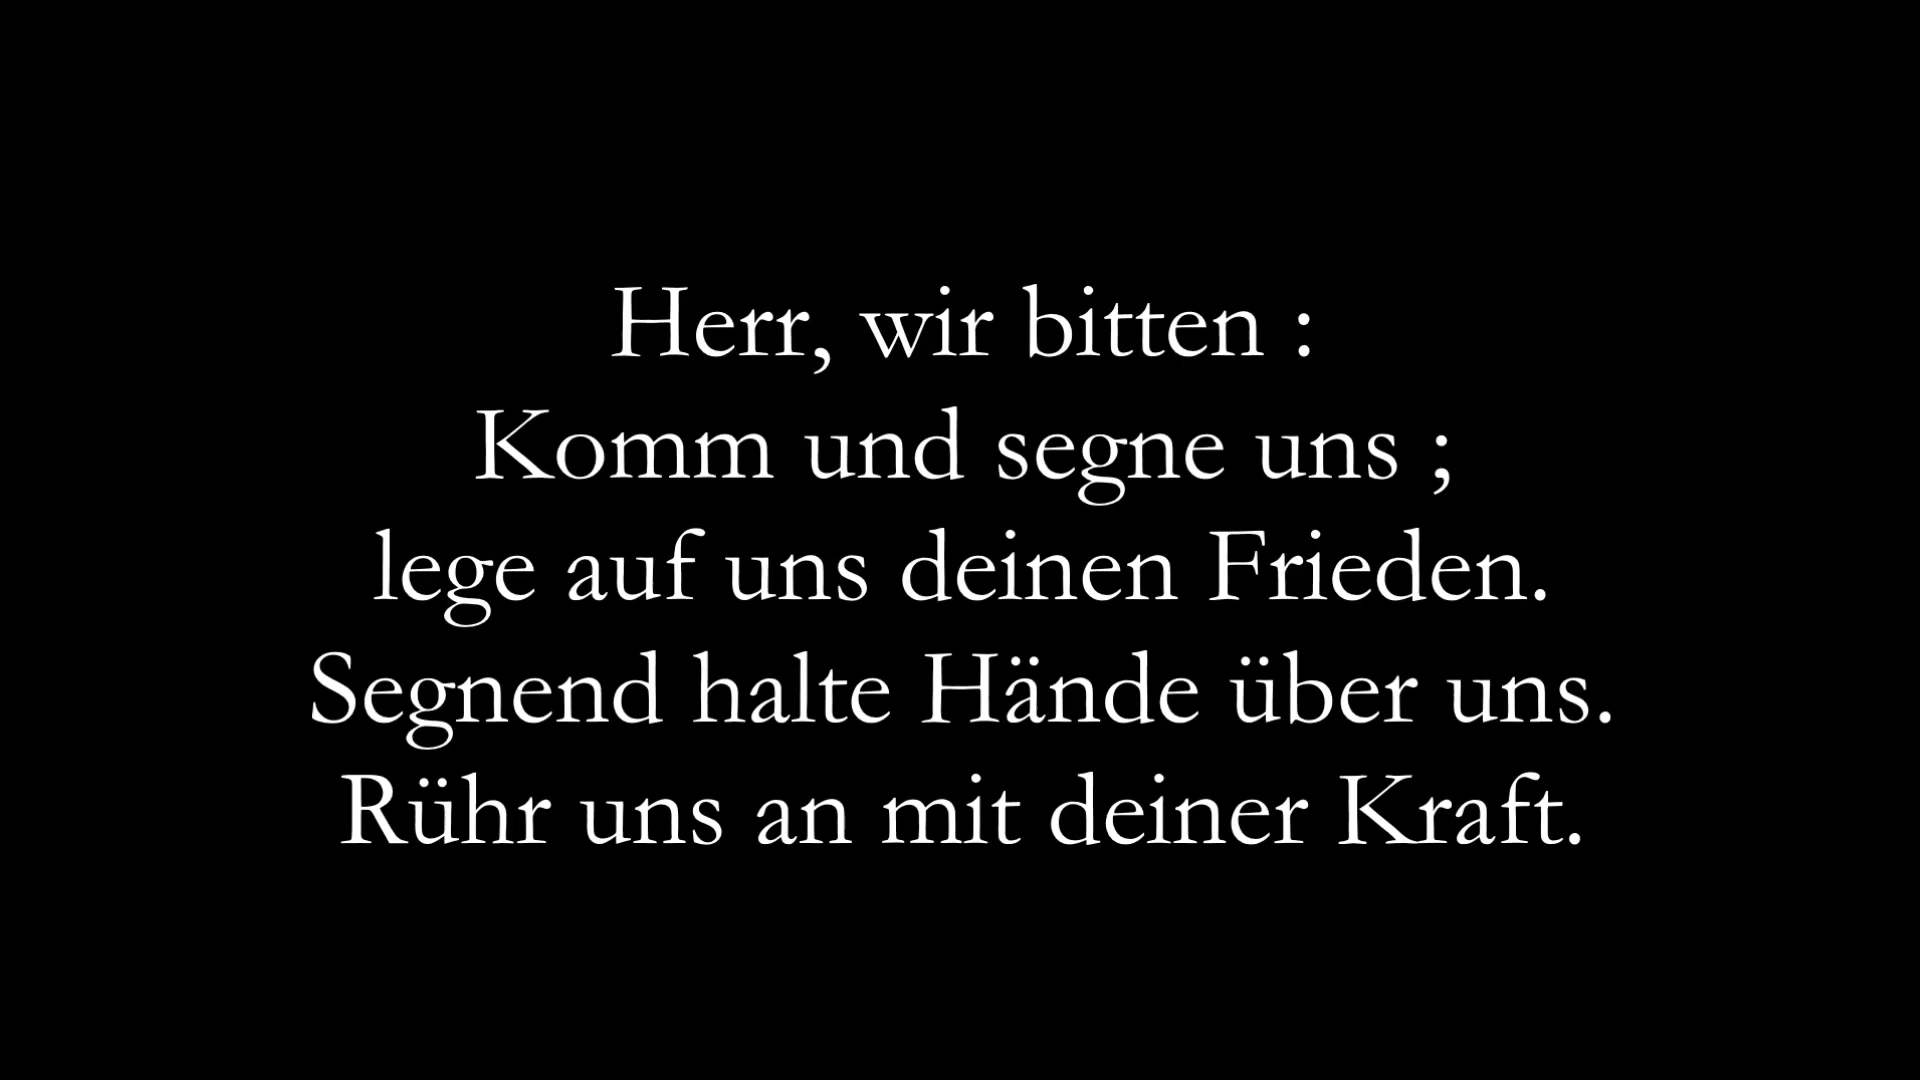 Herr, wir bitten :
Komm und segne uns ;
lege auf uns deinen Frieden.
Segnend halte Hände über uns.
Rühr uns an mit deiner Kraft.